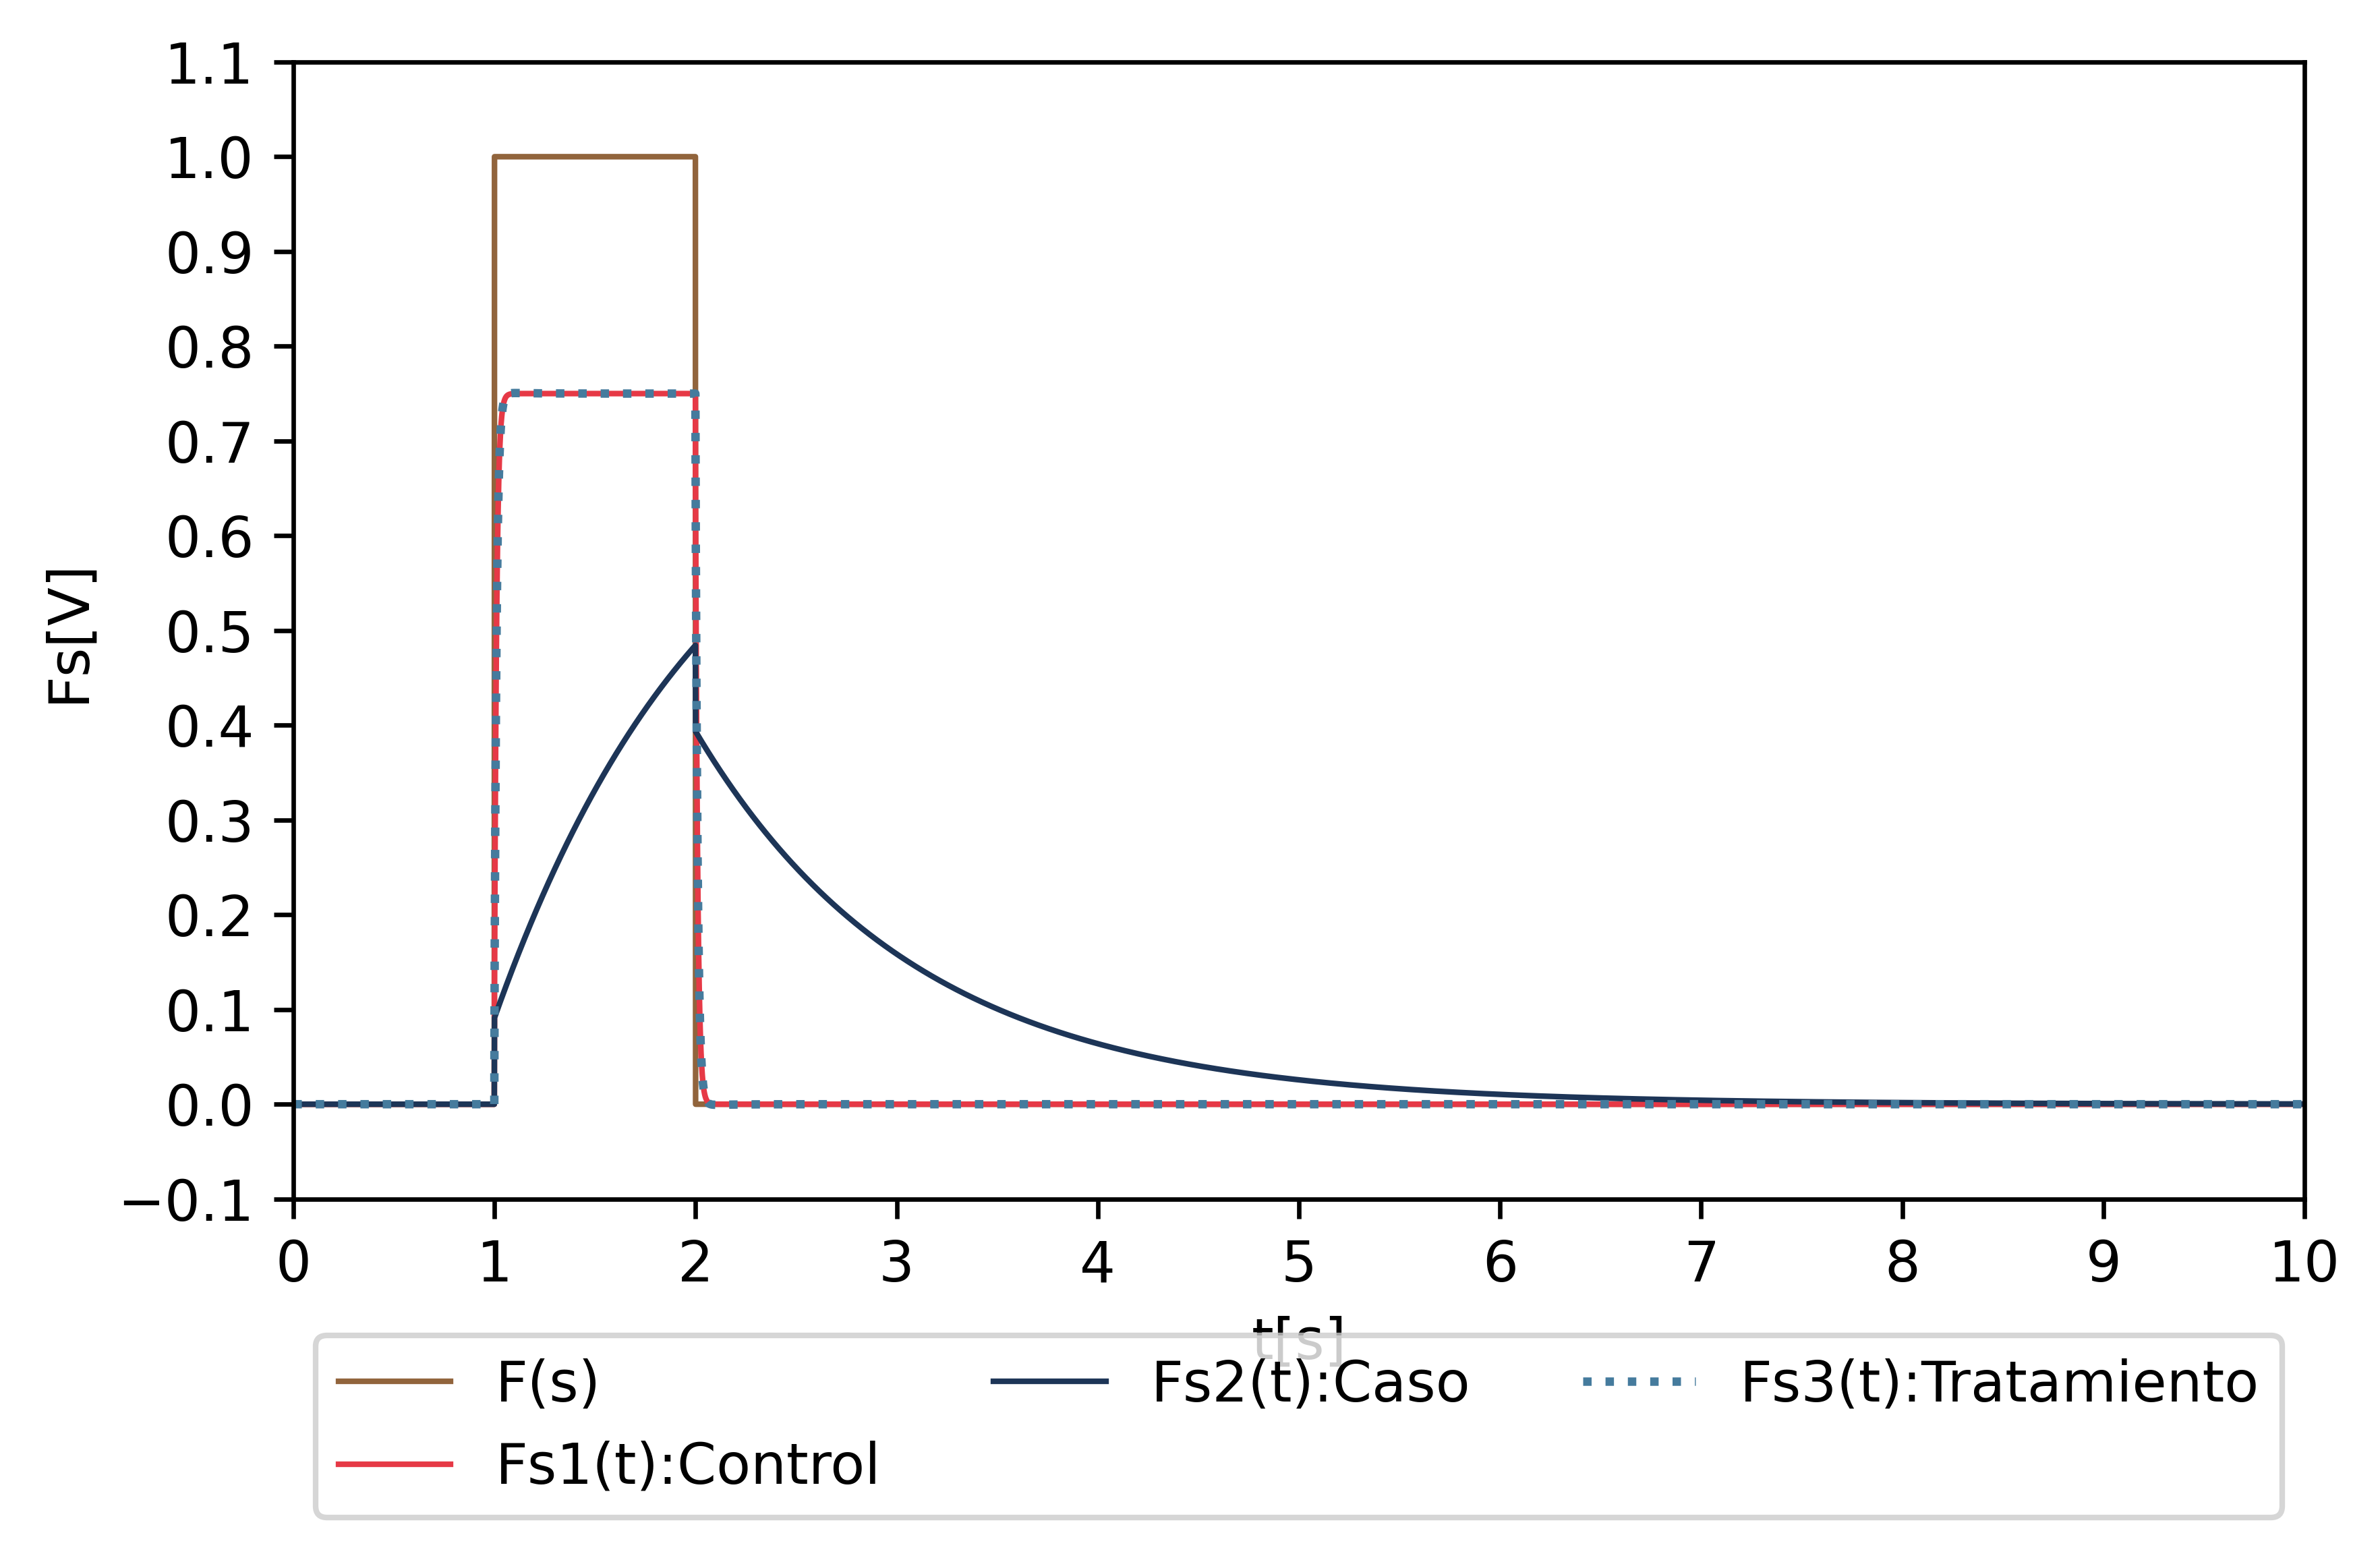 1.1
1.0
0.9
0.8
0.7
0.6
0.5
0.4
0.3
0.2
0.1
0.0
−0.1
Fs[V]
0 1 2 3 4 5 6 7 8 9 10
t[s]
F(s) Fs2(t):Caso Fs3(t):Tratamiento
Fs1(t):Control